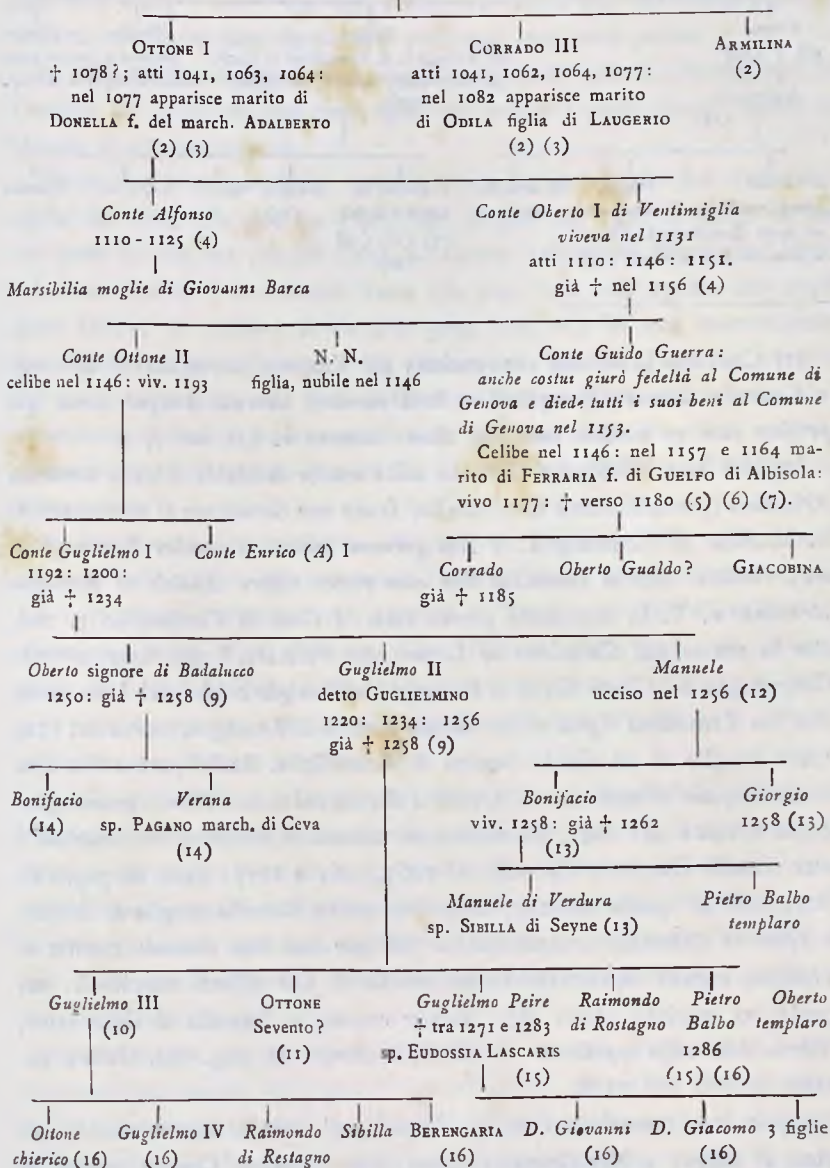 OTTONE I
† 1078?; atti 1041, 1063, 1064:
nel 1077 apparisce marito di
DONELLA f. del march. ADALBERTO
(2) (3)
CORRADO III
atti 1041, 1062, 1064, 1077:
nel 1082 apparisce marito
di ODILA figlia di LAUGERIO
(2) (3)
ARMILINA
(2)
Conte Alfonso
1110 - 1125 (4)
Marsibilia moglie di Giovanni Barca
Conte Oberto I di Ventimiglia
viveva nel 1131
atti 1110: 1146: 1151.
già † nel 1156 (4)
Conte Ottone II
celibe nel 1146: viv. 1193
N. N.
figlia, nubile nel 1146
Conte Guido Guerra:
anche costui giurò fedeltà al Comune di
Genova e diede tutti i suoi beni al Comune
di Genova nel 1153.
Celibe nel 1146: nel 1157 e 1164 ma-
rito di FERRARIA f. di GUELFO di Albisola:
vivo 1177: † verso 1180 (5) (6) (7).
Conte Guglielmo I
1192: 1200:
già † 1234
Conte Enrico (A) I
Corrado
già † 1185
Oberto Gualdo?
GIACOBINA
Oberto signore di Badalucco
1250: già † 1258 (9)
Guglielmo II
detto GUGLIELMINO
1220: 1234: 1256
già † 1258 (9)
Manuele
ucciso nel 1256 (12)
Bonifacio
(14)
Verana
sp. PAGANO march. di Ceva
(14)
Bonifacio
viv. 1258: già † 1262
(13)
Giorgio
1258 (13)
Manuele di Verdura
sp. SIBILLA di Seyne (13)
Pietro Balbo
templaro
Guglielmo III
(10)
OTTONE
Sevento?
(11)
Guglielmo Peire
† tra 1271 e 1283
sp. EUDOSSIA LASCARIS
(15)
Raimondo
di Rostagno
Pietro
Balbo
1286
(15) (16)
Oberto
templaro
Ottone
chierico (16)
Guglielmo IV
(16)
Raimondo
di Restagno
Sibilla
BERENGARIA
(16)
D. Giovanni
(16)
D. Giacomo
(16)
3 figlie